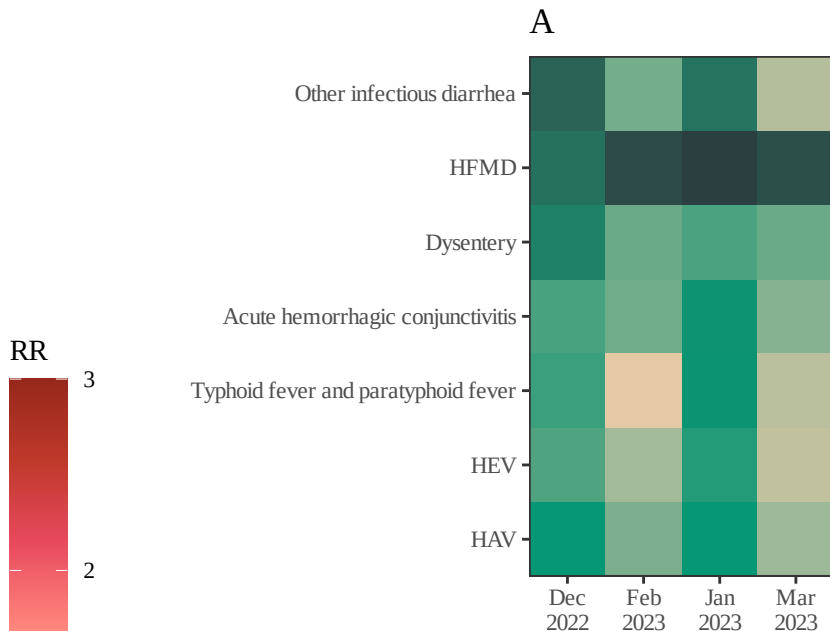 A
Other infectious diarrhea
HFMD
Dysentery
Acute hemorrhagic conjunctivitis
Typhoid fever and paratyphoid fever
HEV
HAV
RR
3
2
Dec Feb Jan Mar
2022 2023 2023 2023